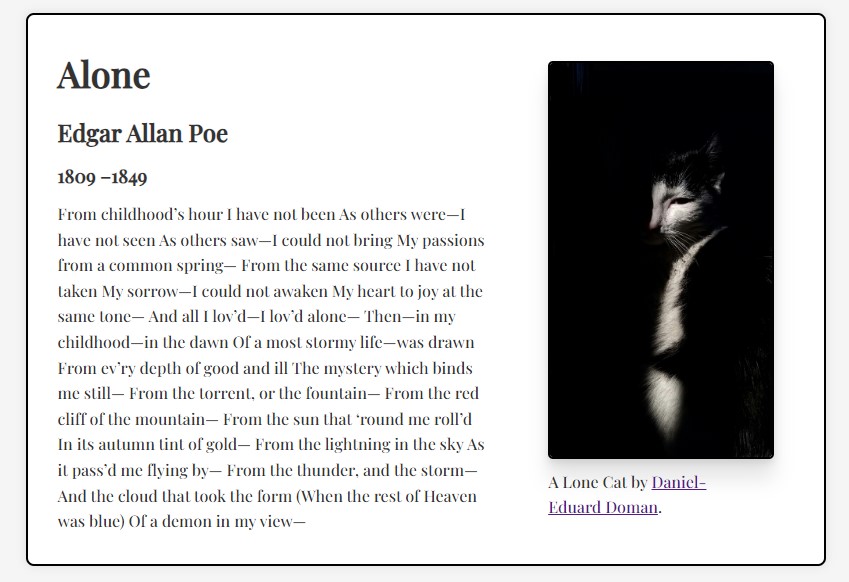 Alone
Edgar Allan Poe
1809 –1849
From childhood’s hour I have not been As others were—I
have not seen As others saw—I could not bring My passions
from a common spring— From the same source I have not
taken My sorrow—I could not awaken My heart to joy at the
same tone— And all I lov’d—I lov’d alone— Then—in my
childhood—in the dawn Of a most stormy life—was drawn
From ev’ry depth of good and ill The mystery which binds
me still— From the torrent, or the fountain— From the red
cliff of the mountain— From the sun that ‘round me roll’d
In its autumn tint of gold— From the lightning in the sky As
it pass’d me flying by— From the thunder, and the storm—
And the cloud that took the form (When the rest of Heaven
was blue) Of a demon in my view—
A Lone Cat by Daniel-
Eduard Doman.